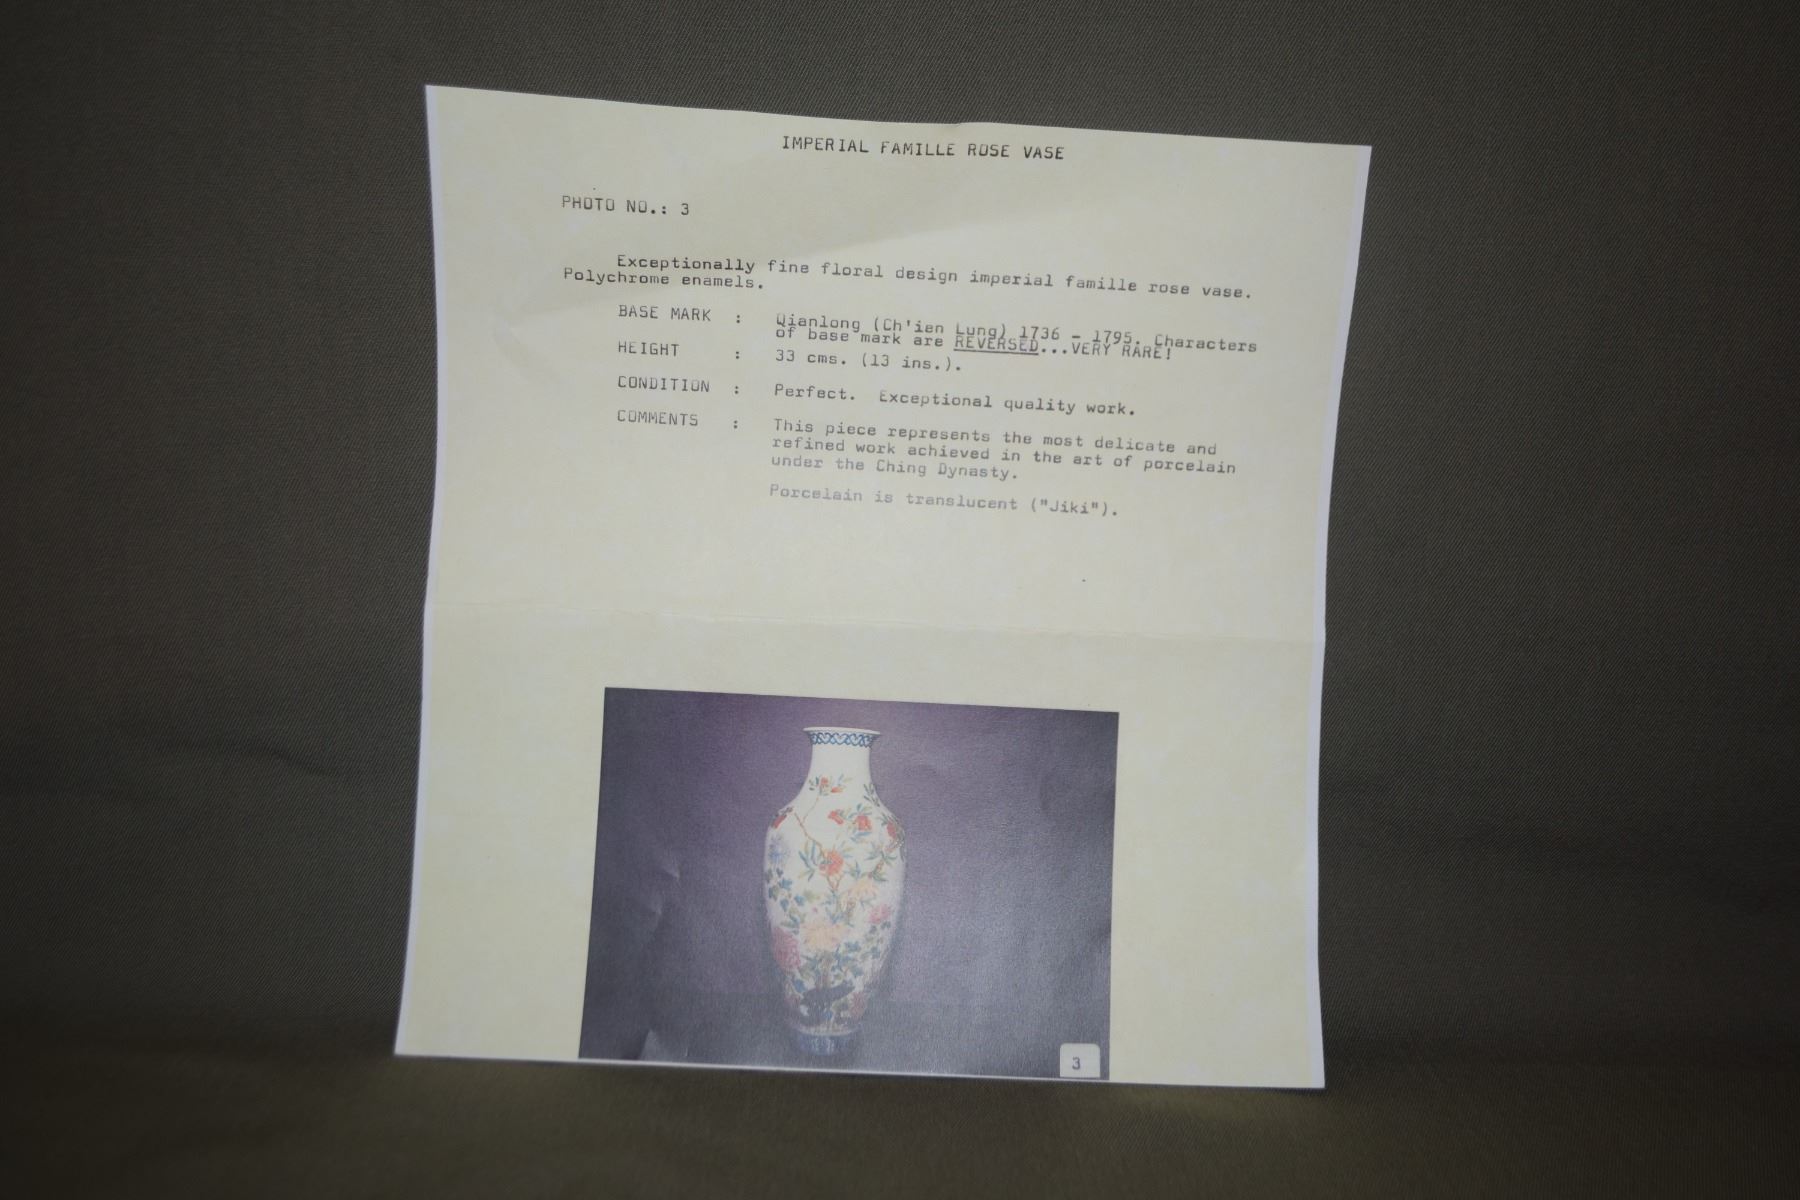 IMPERIAL FAMILLE ROSE VASE
PHOTO NO.: 3
Exceptionally fine floral design imperial famille rose vase.
Polychrome enamels.
BASE MARK : Qianlong (Ch'ien Lung) 1736 - 1795. Characters
of base mark are REVERSED...VERY RARE!
HEIGHT : 33 cms. (13 ins.).
CONDITION : Perfect. Exceptional quality work.
COMMENTS : This piece represents the most delicate and
refined work achieved in the art of porcelain
under the Ching Dynasty.
Porcelain is translucent ("Jiki").
3